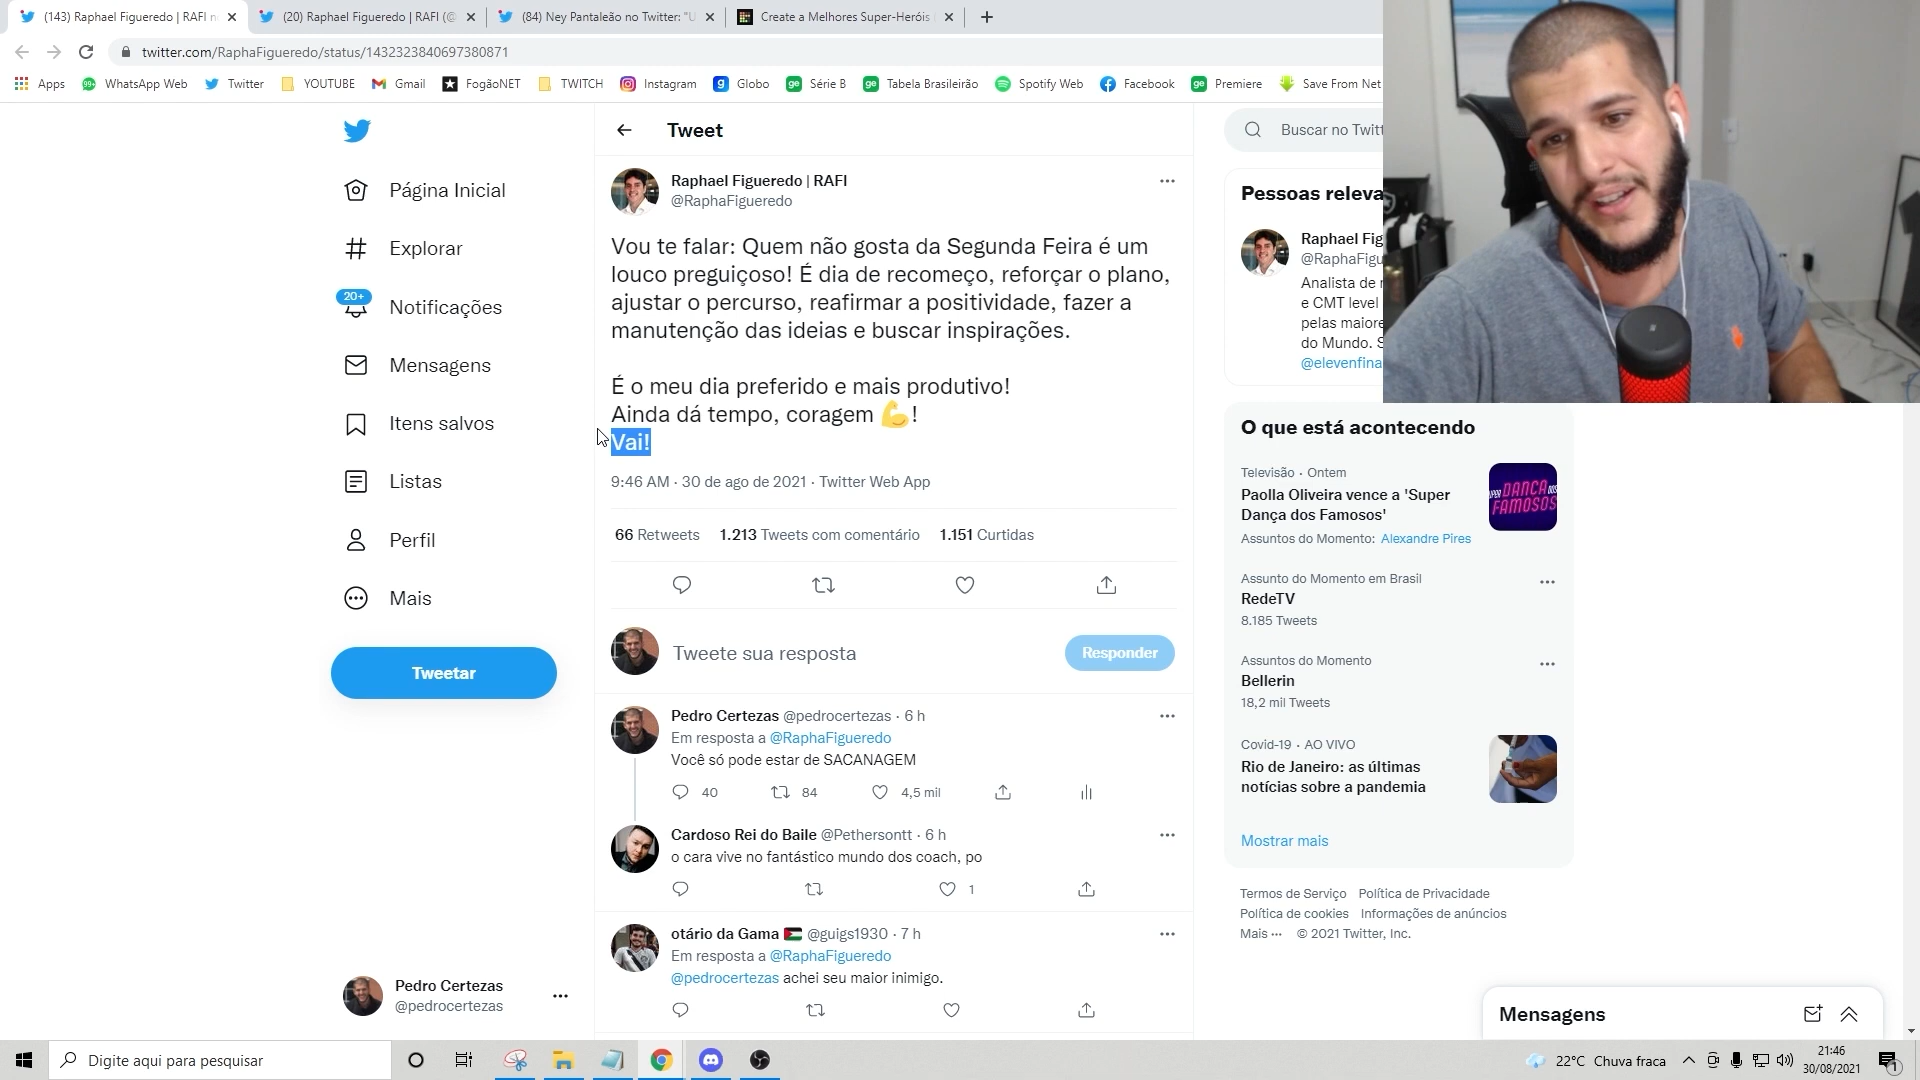 (143) Raphael Figueredo | RAFI n
(20) Raphael Figueredo | RAFI (@
(84) Ney Pantaleão no Twitter: "U
Create a Melhores Super-Heróis
twitter.com/RaphaFigueredo/status/1432323840697380871
Apps
WhatsApp Web
Twitter
YOUTUBE
Gmail
FogãoNET
TWITCH
Instagram
Globo
Série B
Tabela Brasileirão
Spotify Web
Facebook
Premiere
Save From Net
Tweet
Buscar no Twitt
Página Inicial
Explorar
20+
Notificações
Mensagens
Itens salvos
Listas
Perfil
Mais
Tweetar
Pedro Certezas
@pedrocertezas
Raphael Figueredo | RAFI
@RaphaFigueredo
Vou te falar: Quem não gosta da Segunda Feira é um
louco preguiçoso! É dia de recomeço, reforçar o plano,
ajustar o percurso, reafirmar a positividade, fazer a
manutenção das ideias e buscar inspirações.
É o meu dia preferido e mais produtivo!
Ainda dá tempo, coragem 💪!
Vai!
9:46 AM · 30 de ago de 2021 · Twitter Web App
66 Retweets 1.213 Tweets com comentário 1.151 Curtidas
Tweete sua resposta
Responder
Pedro Certezas @pedrocertezas · 6 h
Em resposta a @RaphaFigueredo
Você só pode estar de SACANAGEM
40 84 4,5 mil
Cardoso Rei do Baile @Pethersontt · 6 h
o cara vive no fantástico mundo dos coach, po
1
otário da Gama 🇵🇸 @guigs1930 · 7 h
Em resposta a @RaphaFigueredo
@pedrocertezas achei seu maior inimigo.
Pessoas releva
Raphael Fig
@RaphaFigu
Analista de
e CMT level
pelas maiore
do Mundo. S
@elevenfina
O que está acontecendo
Televisão · Ontem
Paolla Oliveira vence a 'Super
Dança dos Famosos'
Assuntos do Momento: Alexandre Pires
DANCA DOS
FAMOSOS
Assunto do Momento em Brasil
RedeTV
8.185 Tweets
Assuntos do Momento
Bellerin
18,2 mil Tweets
Covid-19 · AO VIVO
Rio de Janeiro: as últimas
notícias sobre a pandemia
Mostrar mais
Termos de Serviço Política de Privacidade
Política de cookies Informações de anúncios
Mais ··· © 2021 Twitter, Inc.
Mensagens
Digite aqui para pesquisar
22°C Chuva fraca
21:46
30/08/2021
1